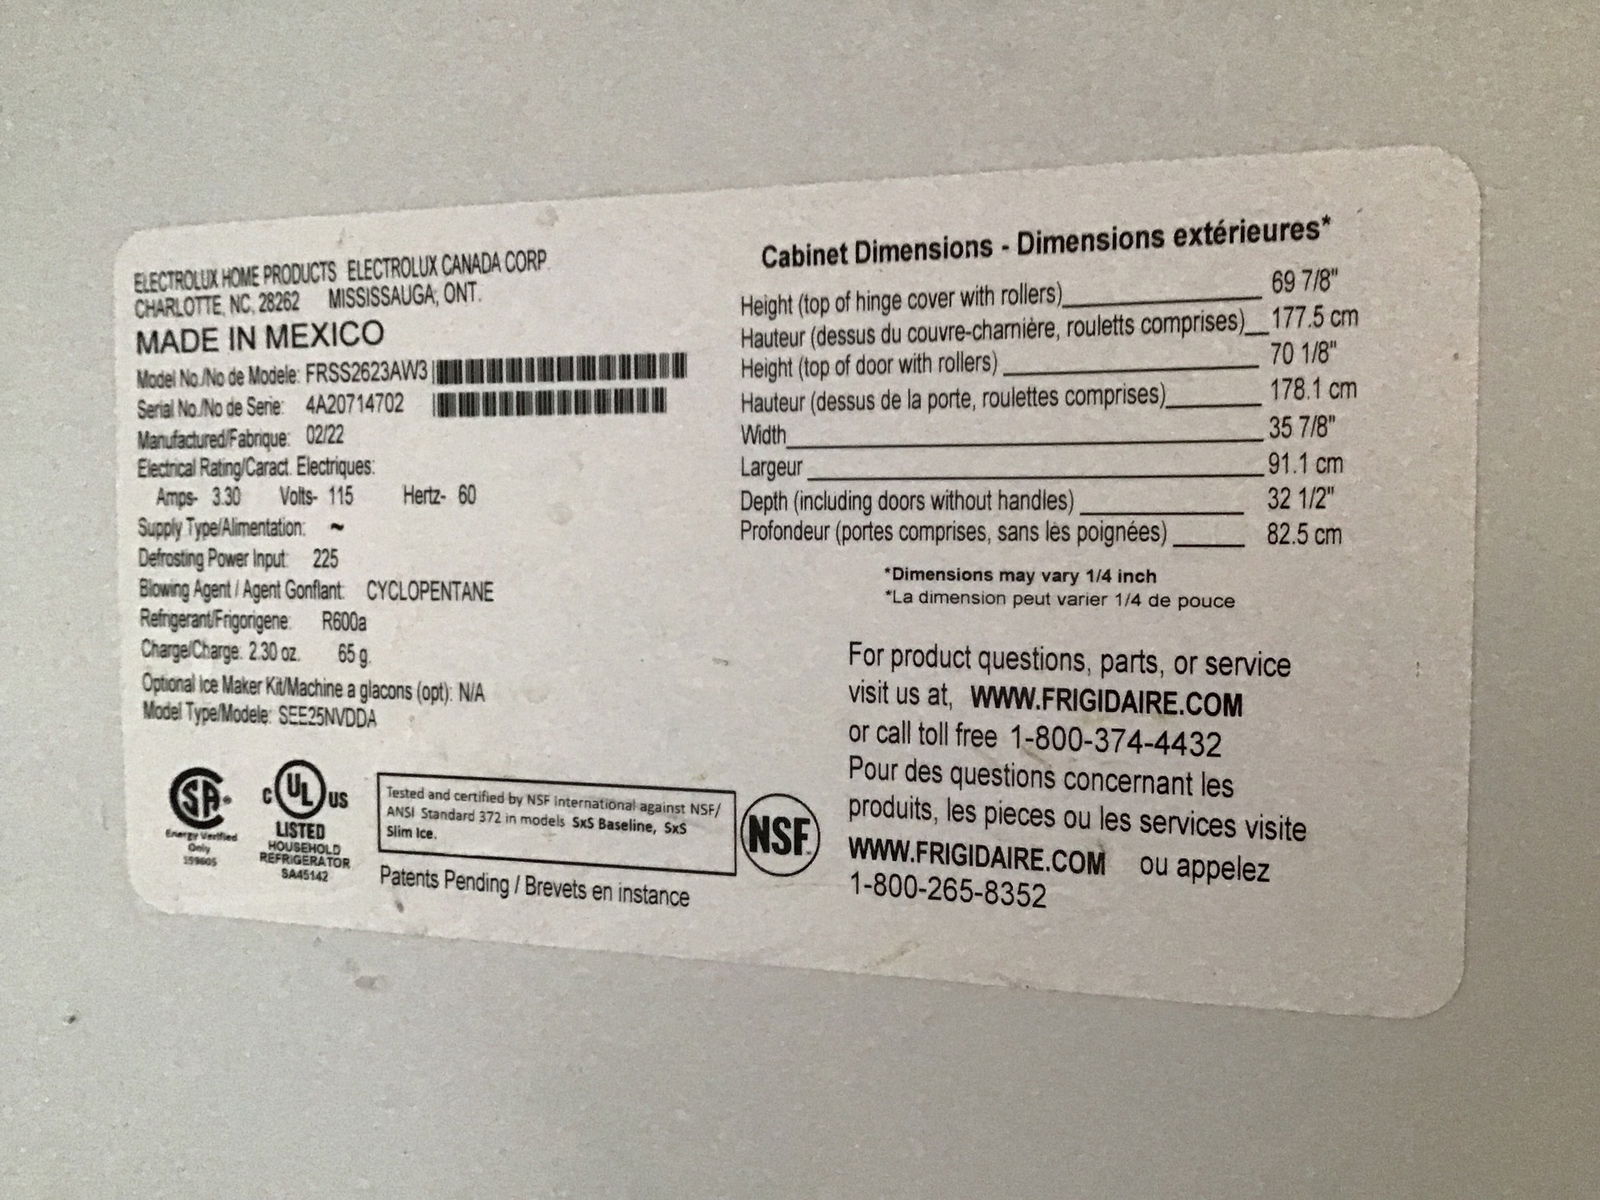 ELECTROLUX HOME PRODUCTS ELECTROLUX CANADA CORP
CHARLOTTE, NC, 28262 MISSISSAUGA, ONT.
MADE IN MEXICO
Model No./No de Modele: FRSS2623AW3
Serial No./No de Serie: 4A20714702
Manufactured/Fabrique: 02/22
Electrical Rating/Caract. Electriques:
Amps- 3.30 Volts- 115 Hertz- 60
Supply Type/Alimentation: ~
Defrosting Power Input: 225
Blowing Agent / Agent Gonflant: CYCLOPENTANE
Refrigerant/Frigorigene: R600a
Charge/Charge: 2.30 oz. 65 g.
Optional Ice Maker Kit/Machine a glacons (opt): N/A
Model Type/Modele: SEE25NVDDA
SA
Energy Verified
Only
159605
C UL US
LISTED
HOUSEHOLD
REFRIGERATOR
SA45142
Tested and certified by NSF International against NSF/
ANSI Standard 372 in models SxS Baseline, SxS
Slim Ice.
NSF.
Patents Pending / Brevets en instance
Cabinet Dimensions - Dimensions extérieures*
Height (top of hinge cover with rollers) 69 7/8"
Hauteur (dessus du couvre-charnière, rouletts comprises) 177.5 cm
Height (top of door with rollers) 70 1/8"
Hauteur (dessus de la porte, roulettes comprises) 178.1 cm
Width 35 7/8"
Largeur 91.1 cm
Depth (including doors without handles) 32 1/2"
Profondeur (portes comprises, sans les poignées) 82.5 cm
*Dimensions may vary 1/4 inch
*La dimension peut varier 1/4 de pouce
For product questions, parts, or service
visit us at, WWW.FRIGIDAIRE.COM
or call toll free 1-800-374-4432
Pour des questions concernant les
produits, les pieces ou les services visite
WWW.FRIGIDAIRE.COM ou appelez
1-800-265-8352